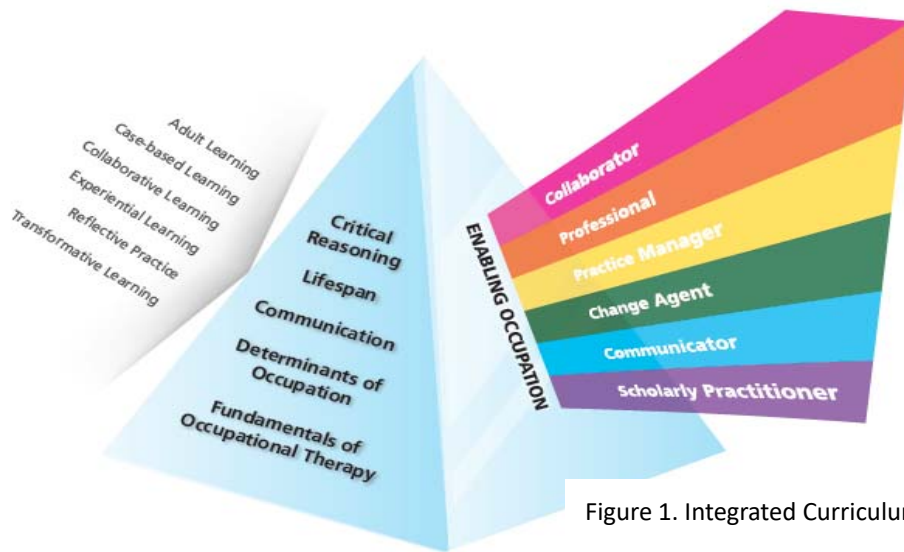 Adult Learning
Case-based Learning
Collaborative Learning
Experiential Learning
Reflective Practice
Transformative Learning
Critical
Reasoning
Lifespan
Communication
Determinants of
Occupation
Fundamentals of
Occupational Therapy
ENABLING OCCUPATION
Collaborator
Professional
Practice Manager
Change Agent
Communicator
Scholarly Practitioner
Figure 1. Integrated Curriculu